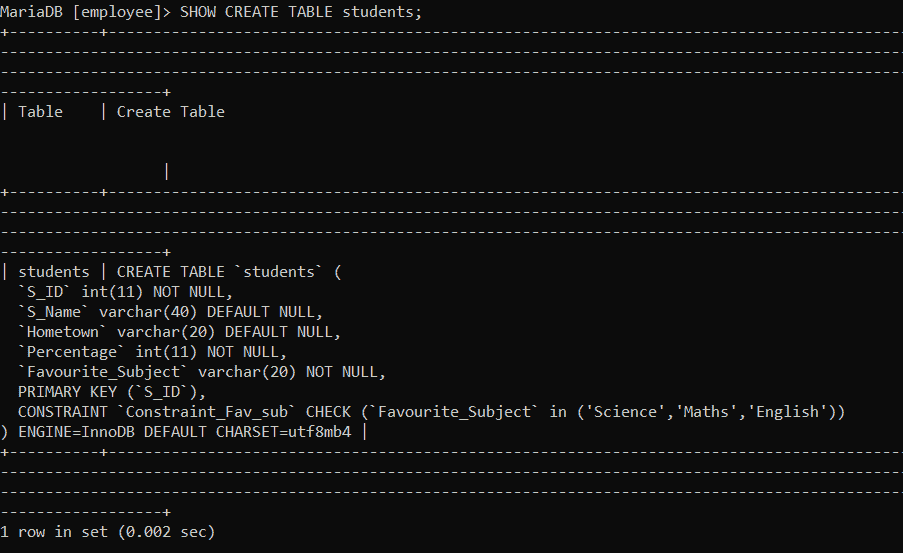 MariaDB [employee]> SHOW CREATE TABLE students;
+----------+----------------------------------------------------------------------------------------
----------------------------------------------------------------------------------------------------
----------------------------------------------------------------------------------------------------
------------------+
| Table    | Create Table
                  |
+----------+----------------------------------------------------------------------------------------
----------------------------------------------------------------------------------------------------
----------------------------------------------------------------------------------------------------
------------------+
| students | CREATE TABLE `students` (
  `S_ID` int(11) NOT NULL,
  `S_Name` varchar(40) DEFAULT NULL,
  `Hometown` varchar(20) DEFAULT NULL,
  `Percentage` int(11) NOT NULL,
  `Favourite_Subject` varchar(20) NOT NULL,
  PRIMARY KEY (`S_ID`),
  CONSTRAINT `Constraint_Fav_sub` CHECK (`Favourite_Subject` in ('Science','Maths','English'))
) ENGINE=InnoDB DEFAULT CHARSET=utf8mb4 |
+----------+----------------------------------------------------------------------------------------
----------------------------------------------------------------------------------------------------
----------------------------------------------------------------------------------------------------
------------------+
1 row in set (0.002 sec)